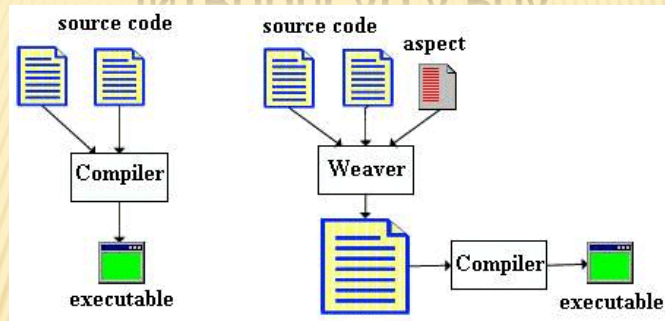 source code
Compiler
executable
source code
aspect
Weaver
Compiler
executable